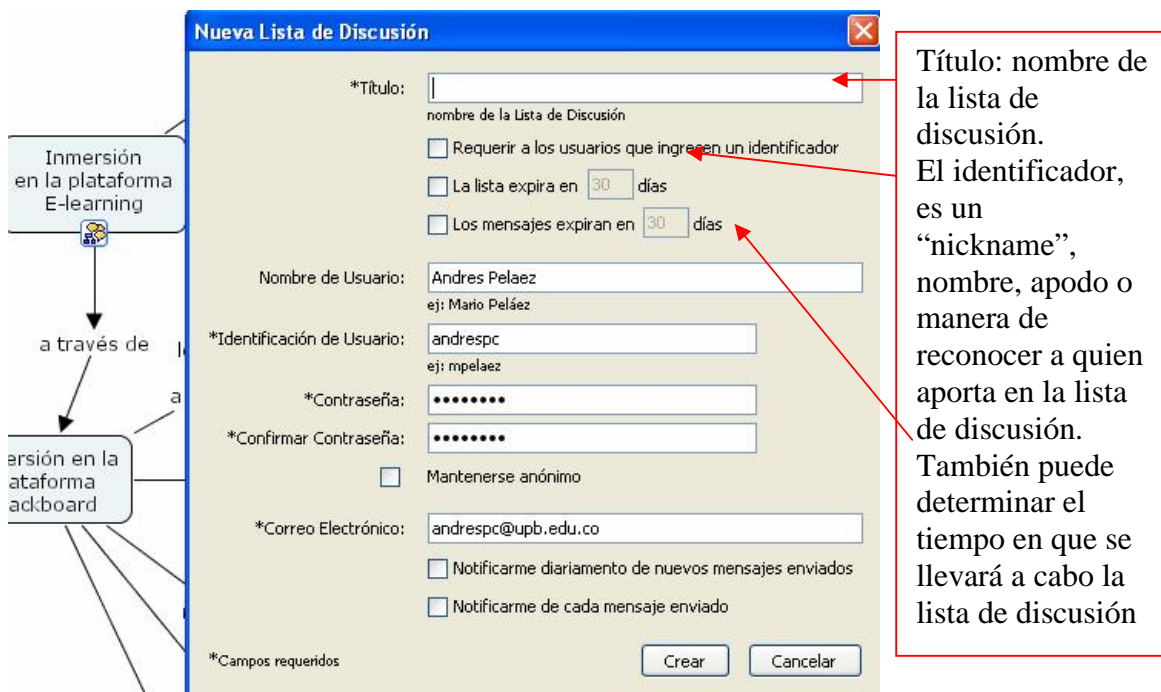 Nueva Lista de Discusión
*Título:
nombre de la Lista de Discusión
Requerir a los usuarios que ingresen un identificador
La lista expira en 30 días
Los mensajes expiran en 30 días
Nombre de Usuario: Andres Pelaez
ej: Mario Peláez
*Identificación de Usuario: andrespc
ej: mpelaez
*Contraseña: ••••••••
*Confirmar Contraseña: ••••••••
Mantenerse anónimo
*Correo Electrónico: andrespc@upb.edu.co
Notificarme diariamento de nuevos mensajes enviados
Notificarme de cada mensaje enviado
*Campos requeridos
Crear
Cancelar
Inmersión
en la plataforma
E-learning
a través de
a
ersión en la
ataforma
ackboard
Título: nombre de
la lista de
discusión.
El identificador,
es un
“nickname”,
nombre, apodo o
manera de
reconocer a quien
aporta en la lista
de discusión.
También puede
determinar el
tiempo en que se
llevará a cabo la
lista de discusión